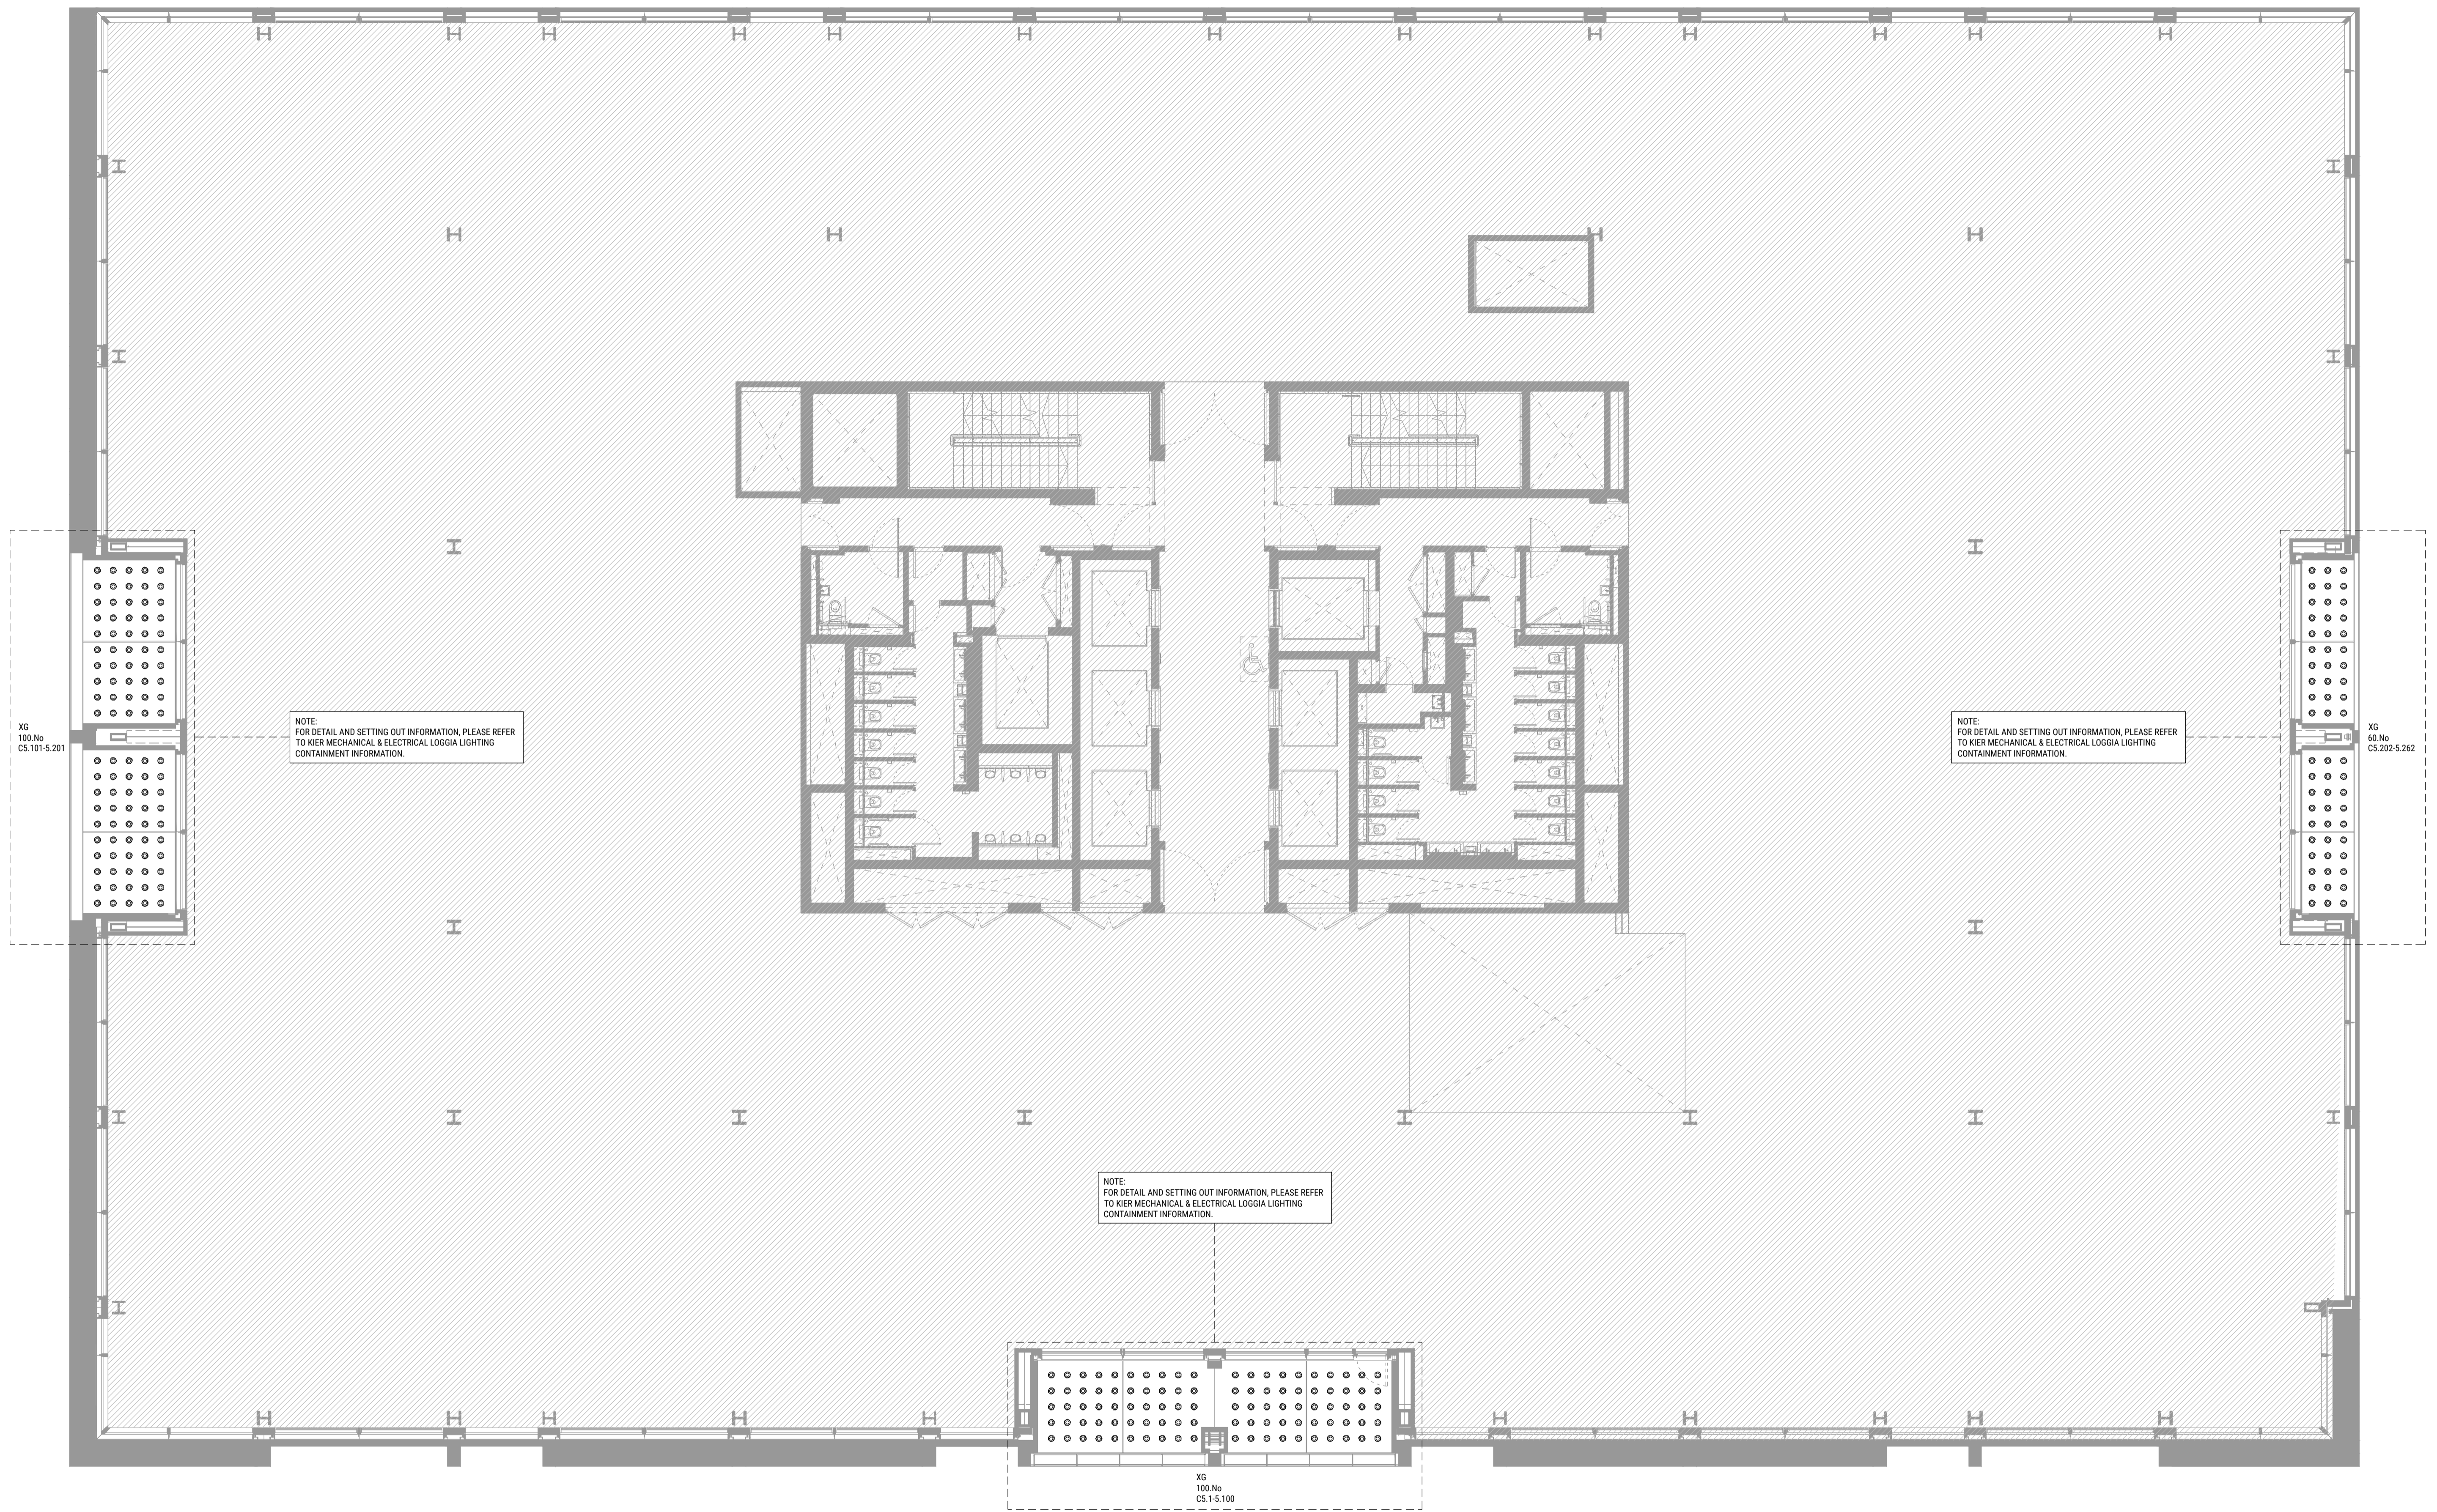 XG
100.No
C5.101-5.201
NOTE:
FOR DETAIL AND SETTING OUT INFORMATION, PLEASE REFER
TO KIER MECHANICAL & ELECTRICAL LOGGIA LIGHTING
CONTAINMENT INFORMATION.
NOTE:
FOR DETAIL AND SETTING OUT INFORMATION, PLEASE REFER
TO KIER MECHANICAL & ELECTRICAL LOGGIA LIGHTING
CONTAINMENT INFORMATION.
XG
60.No
C5.202-5.262
NOTE:
FOR DETAIL AND SETTING OUT INFORMATION, PLEASE REFER
TO KIER MECHANICAL & ELECTRICAL LOGGIA LIGHTING
CONTAINMENT INFORMATION.
XG
100.No
C5.1-5.100